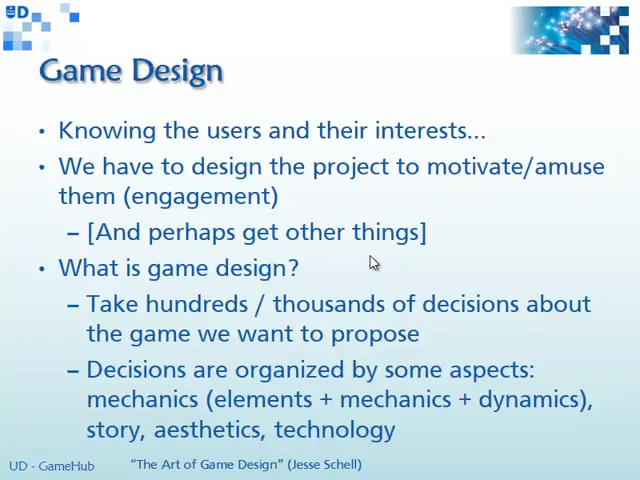 UD
Game Design
• Knowing the users and their interests...
• We have to design the project to motivate/amuse
them (engagement)
– [And perhaps get other things]
• What is game design?
– Take hundreds / thousands of decisions about
the game we want to propose
– Decisions are organized by some aspects:
mechanics (elements + mechanics + dynamics),
story, aesthetics, technology
UD - GameHub
“The Art of Game Design” (Jesse Schell)